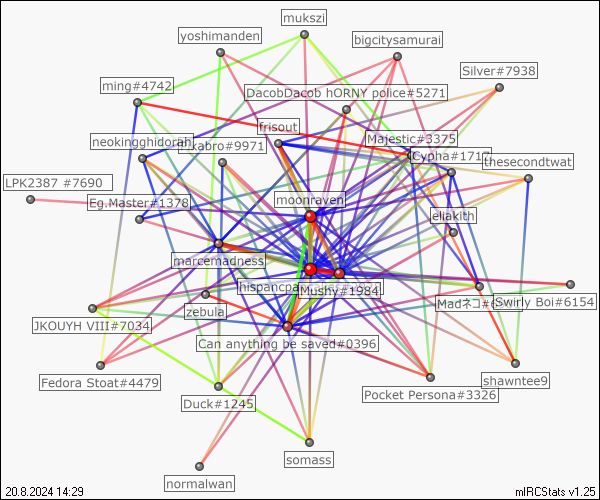 mukszi
yoshimanden
bigcitysamurai
Silver#7938
ming#4742
DacobDacob hORNY police#5271
frisout
Majestic#3375
neokingghidorah
kabro#9971
Cypha#1717
thesecondtwat
LPK2387 #7690
Eg.Master#1378
moonraven
eliakith
marcemadness
hispancpa
Mushy#1984
zebula
Madネコ#
Swirly Boi#6154
JKOUYH VIII#7034
Can anything be saved#0396
Fedora Stoat#4479
Duck#1245
Pocket Persona#3326
shawntee9
somass
normalwan
20.8.2024 14:29
mIRCStats v1.25